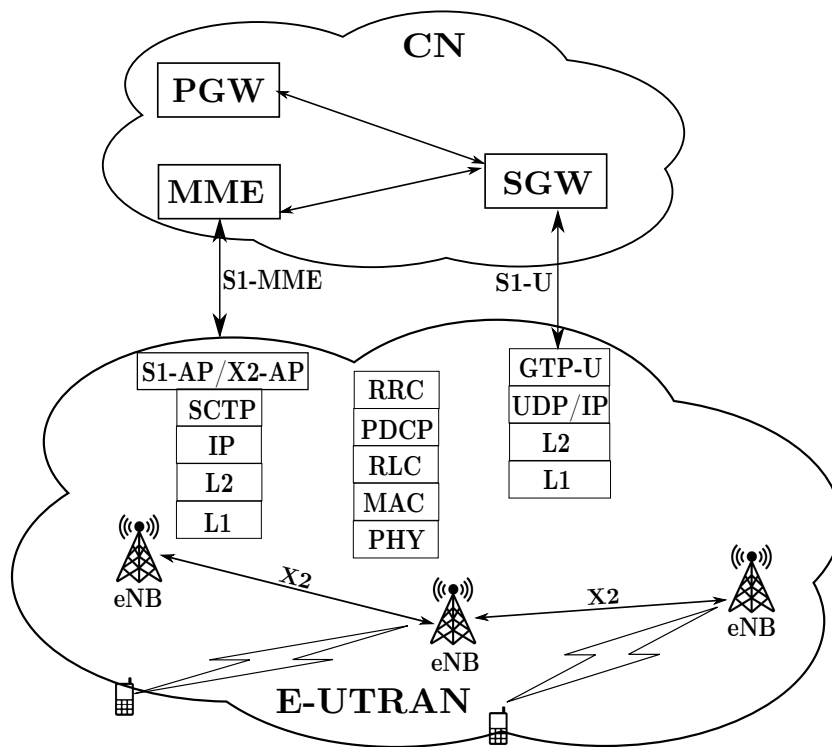 CN
PGW
MME
SGW
S1-MME
S1-U
S1-AP/X2-AP
SCTP
IP
L2
L1
RRC
PDCP
RLC
MAC
PHY
GTP-U
UDP/IP
L2
L1
eNB
X2
eNB
X2
eNB
E-UTRAN